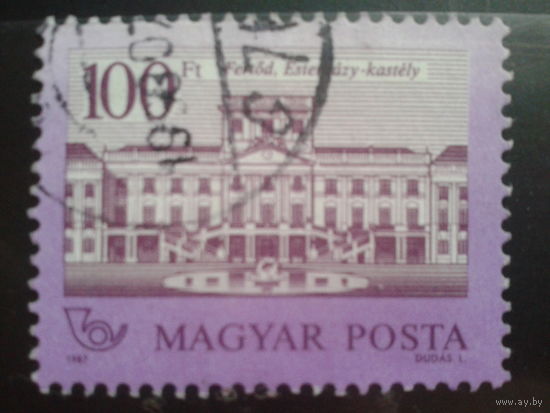 100 Ft Fertőd, Esterházy-kastély
MAGYAR POSTA
1987 DUDÁS L.
www.ay.by